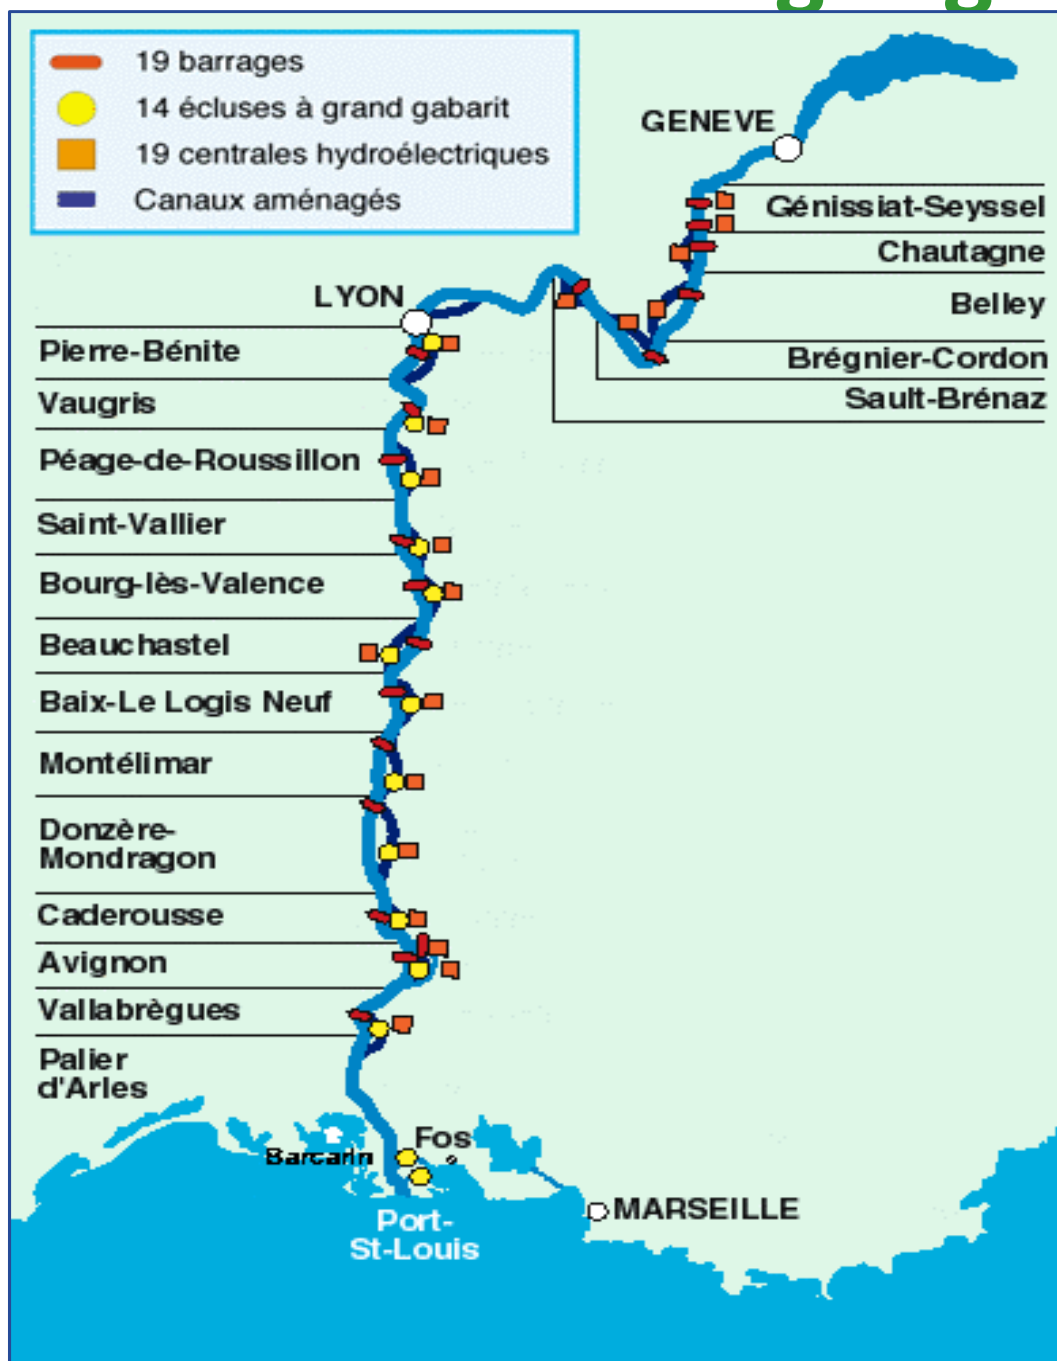 19 barrages
14 écluses à grand gabarit
19 centrales hydroélectriques
Canaux aménagés
GENEVE
Génissiat-Seyssel
Chautagne
Belley
Brégnier-Cordon
Sault-Brénaz
LYON
Pierre-Bénite
Vaugris
Péage-de-Roussillon
Saint-Vallier
Bourg-lès-Valence
Beauchastel
Baix-Le Logis Neuf
Montélimar
Donzère-
Mondragon
Caderousse
Avignon
Vallabrègues
Palier
d'Arles
Fos
Barcarin
MARSEILLE
Port-
St-Louis